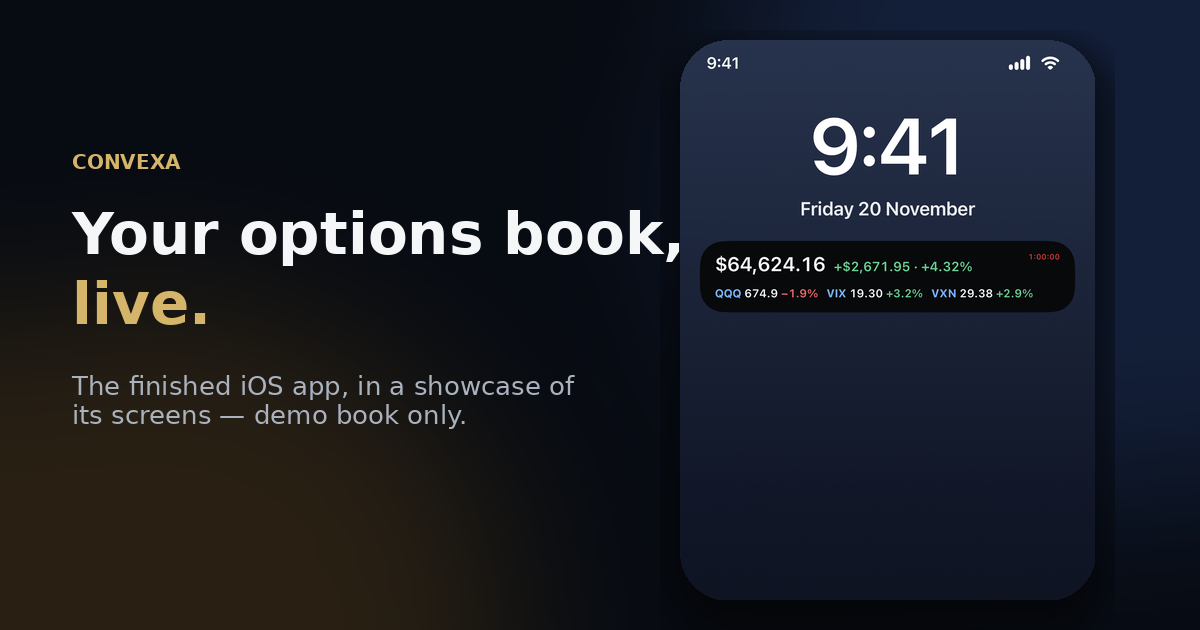 CONVEXA
Your options book,
live.
The finished iOS app, in a showcase of
its screens — demo book only.
9:41
9:41
Friday 20 November
$64,624.16 +$2,671.95 · +4.32% 1:00:00
QQQ 674.9 −1.9% VIX 19.30 +3.2% VXN 29.38 +2.9%